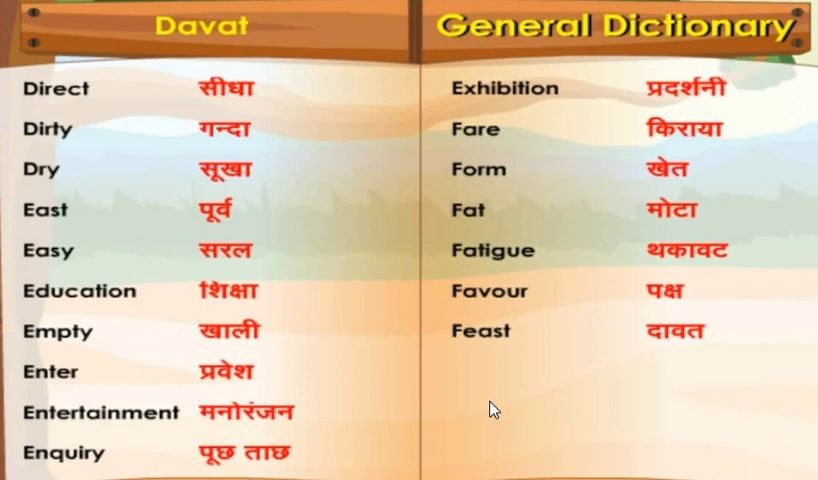 Davat
General Dictionary
Direct सीधा
Dirty गन्दा
Dry सूखा
East पूर्व
Easy सरल
Education शिक्षा
Empty खाली
Enter प्रवेश
Entertainment मनोरंजन
Enquiry पूछ ताछ
Exhibition प्रदर्शनी
Fare किराया
Form खेत
Fat मोटा
Fatigue थकावट
Favour पक्ष
Feast दावत